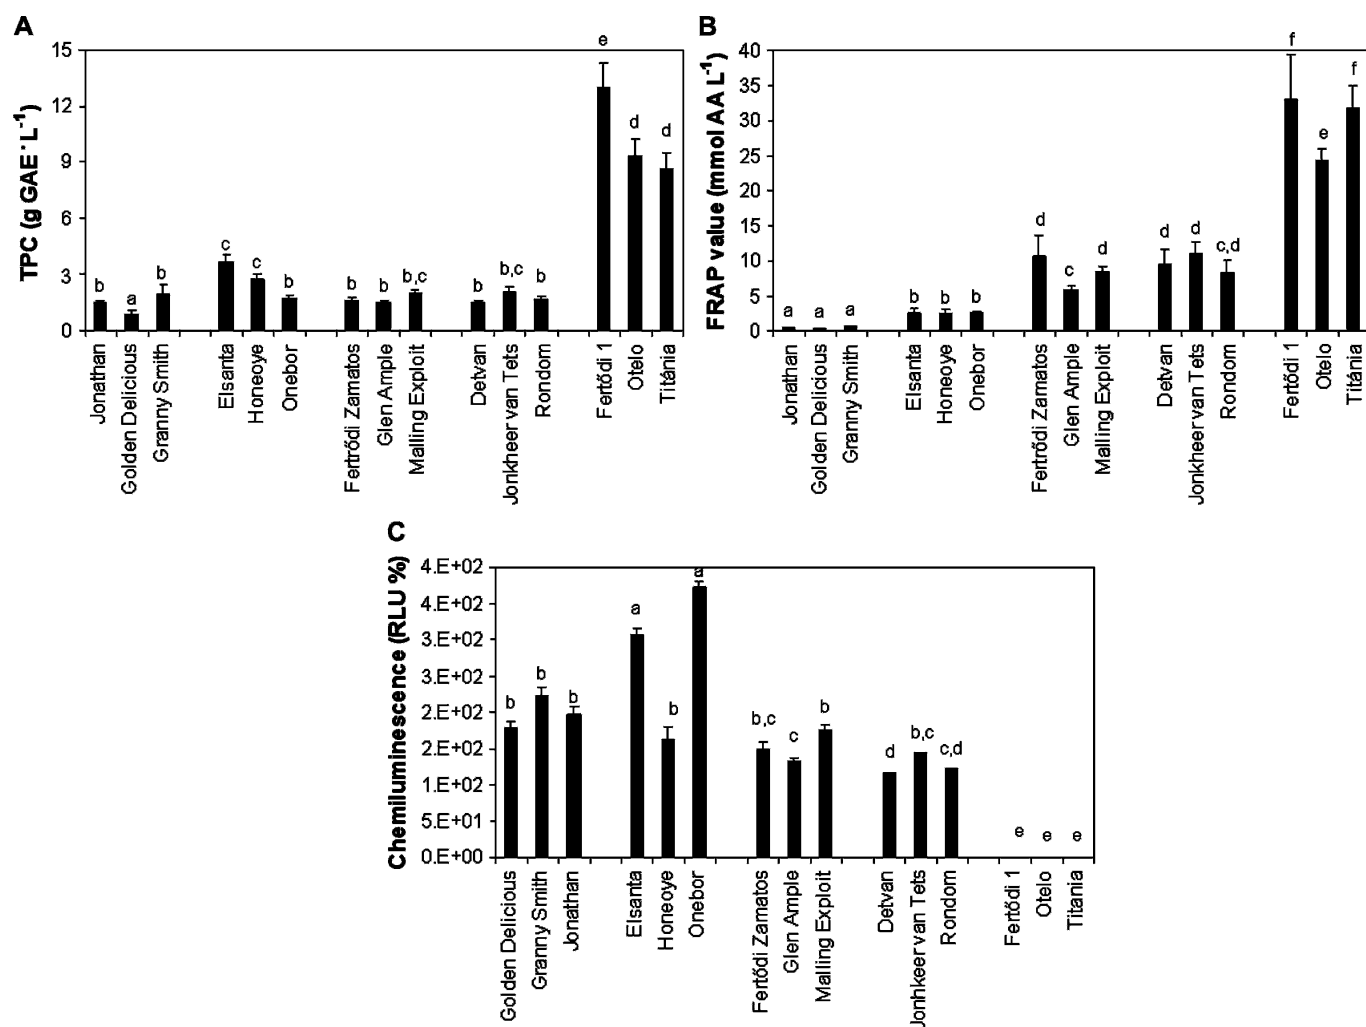 A
TPC (g GAE·L⁻¹)
15
12
9
6
3
0
b
a
b
c
c
b
b
b
b,c
b
b,c
b
e
d
d
Jonathan
Golden Delicious
Granny Smith
Elsanta
Honeoye
Onebor
Fertrődi Zamatos
Glen Ample
Malling Exploit
Detvan
Jonkheer van Tets
Rondom
Fertődi 1
Otelo
Titánia
B
FRAP value (mmol AA L⁻¹)
40
35
30
25
20
15
10
5
0
a
a
a
b
b
b
d
c
d
d
d
c,d
f
e
f
Jonathan
Golden Delicious
Granny Smith
Elsanta
Honeoye
Onebor
Fertrődi Zamatos
Glen Ample
Malling Exploit
Detvan
Jonkheer van Tets
Rondom
Fertődi 1
Otelo
Titánia
C
Chemiluminescence (RLU %)
4.E+02
4.E+02
3.E+02
3.E+02
2.E+02
2.E+02
1.E+02
5.E+01
0.E+00
b
b
b
a
b
a
b,c
c
b
d
b,c
c,d
e
e
e
Golden Delicious
Granny Smith
Jonathan
Elsanta
Honeoye
Onebor
Fertődi Zamatos
Glen Ample
Malling Exploit
Detvan
Jonhkeer van Tets
Rondom
Fertődi 1
Otelo
Titania